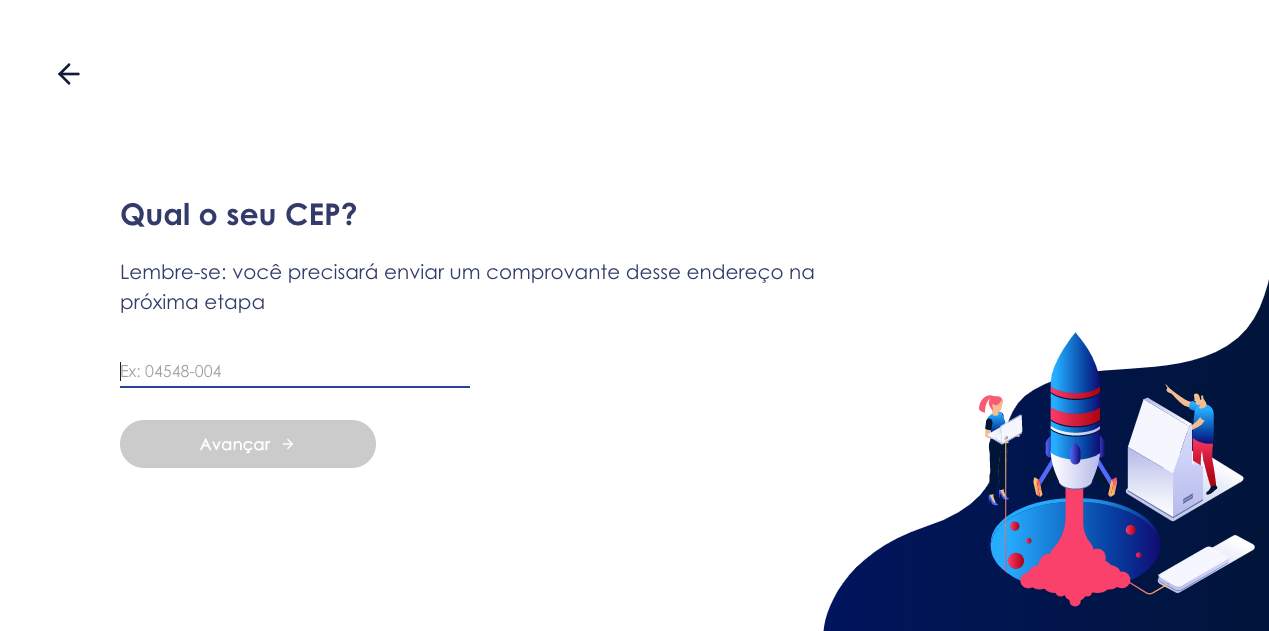 Qual o seu CEP?
Lembre-se: você precisará enviar um comprovante desse endereço na
próxima etapa
Ex: 04548-004
Avançar